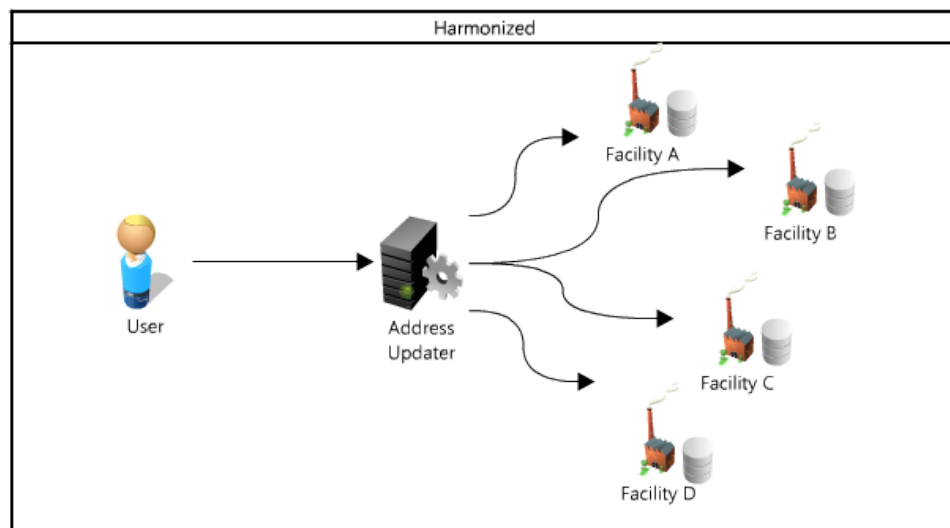 Harmonized
Facility A
Facility B
User
Address
Updater
Facility C
Facility D